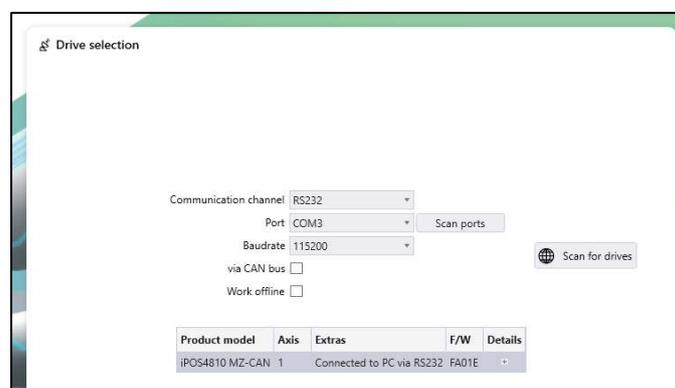 Drive selection
Communication channel RS232
Port COM3 Scan ports
Baudrate 115200
Scan for drives
via CAN bus
Work offline
Product model Axis Extras F/W Details
iPOS4810 MZ-CAN 1 Connected to PC via RS232 FA01E +